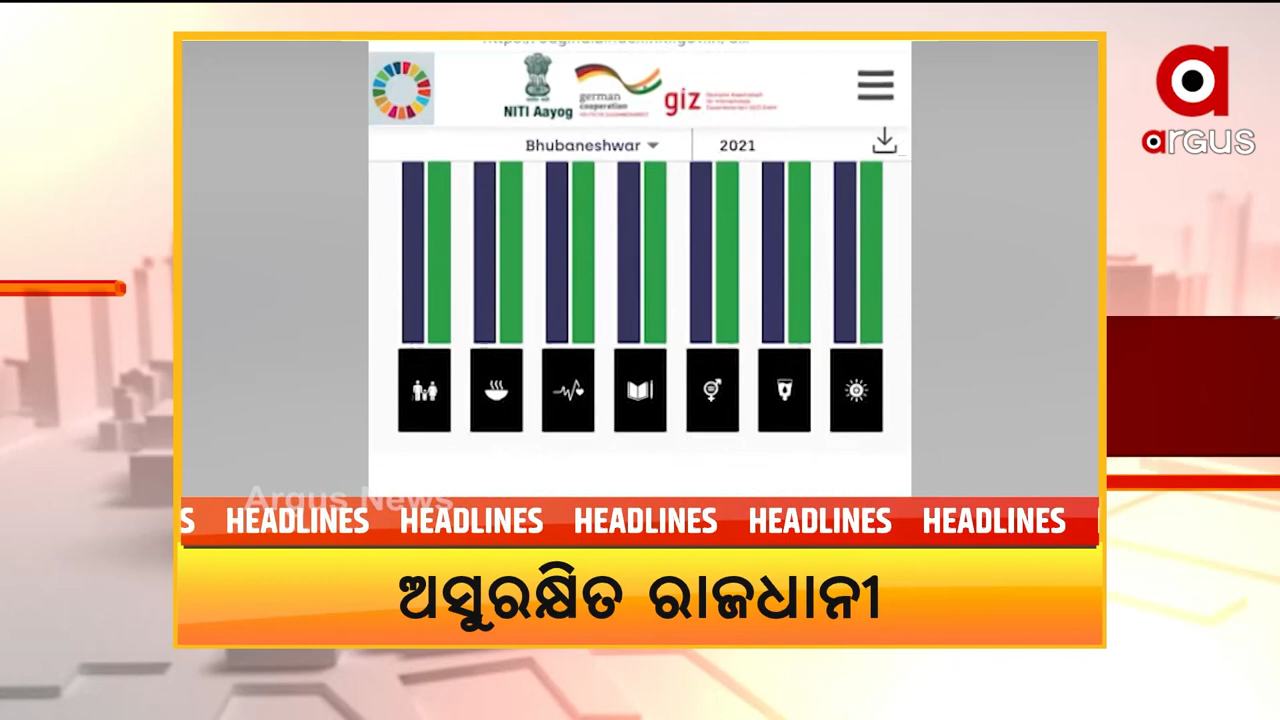 NITI Aayog
german
cooperation
giz
Bhubaneshwar
2021
argus
Argus News
S HEADLINES HEADLINES HEADLINES HEADLINES HEADLINES
ଅସୁରକ୍ଷିତ ରାଜଧାନୀ